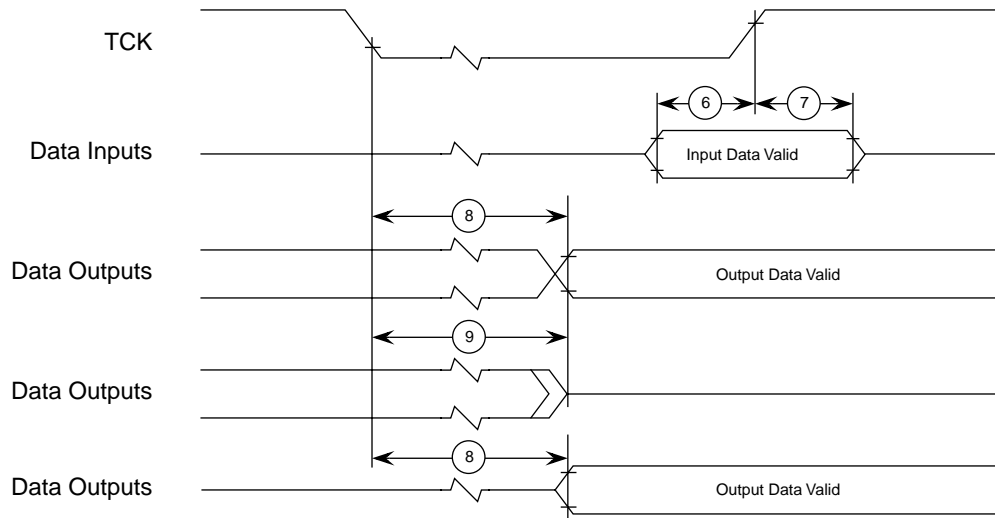 TCK
6
7
Data Inputs
Input Data Valid
8
Data Outputs
Output Data Valid
9
Data Outputs
8
Data Outputs
Output Data Valid